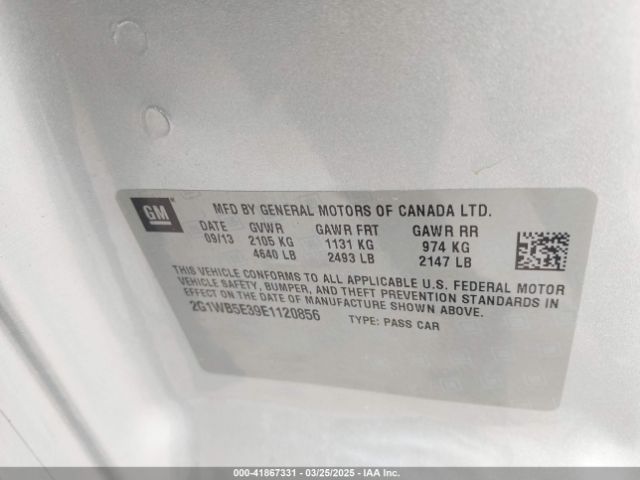 GM
MFD BY GENERAL MOTORS OF CANADA LTD.
DATE GVWR GAWR FRT GAWR RR
09/13 2105 KG 1131 KG 974 KG
4640 LB 2493 LB 2147 LB
THIS VEHICLE CONFORMS TO ALL APPLICABLE U.S. FEDERAL MOTOR
VEHICLE SAFETY, BUMPER, AND THEFT PREVENTION STANDARDS IN
EFFECT ON THE DATE OF MANUFACTURE SHOWN ABOVE.
2G1WB5E39E1120856 TYPE: PASS CAR
000-41867331 — 03/25/2025 — IAA Inc.